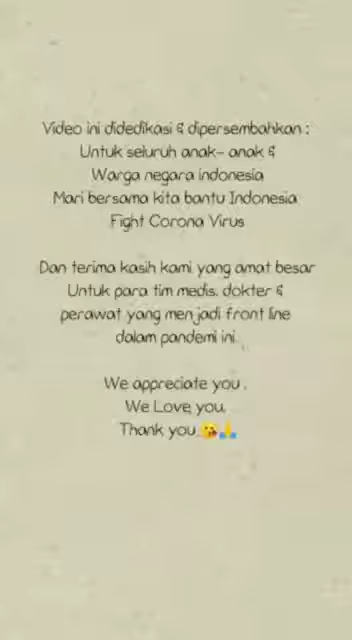 Video ini didedikasi & dipersembahkan :
Untuk seluruh anak- anak &
Warga negara indonesia
Mari bersama kita bantu Indonesia
Fight Corona Virus
Dan terima kasih kami yang amat besar
Untuk para tim medis, dokter &
perawat yang menjadi front line
dalam pandemi ini.
We appreciate you.
We Love you.
Thank you.😘🙏